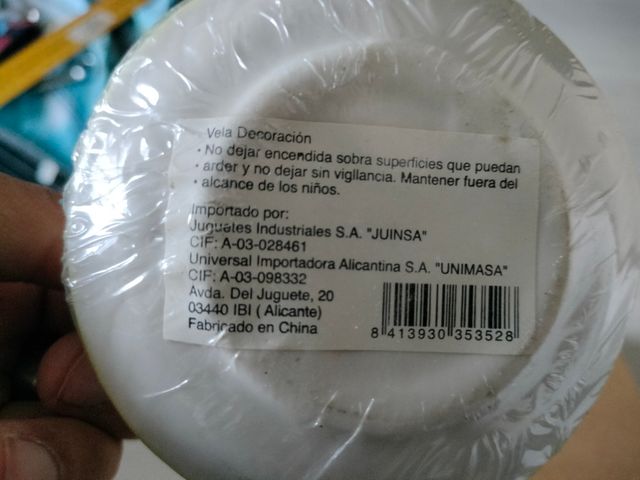 Vela Decoración
· No dejar encendida sobra superficies que puedan
· arder y no dejar sin vigilancia. Mantener fuera del
· alcance de los niños.
Importado por:
Juguetes Industriales S.A. "JUINSA"
CIF: A-03-028461
Universal Importadora Alicantina S.A. "UNIMASA"
CIF: A-03-098332
Avda. Del Juguete, 20
03440 IBI ( Alicante)
Fabricado en China
8 413930 353528